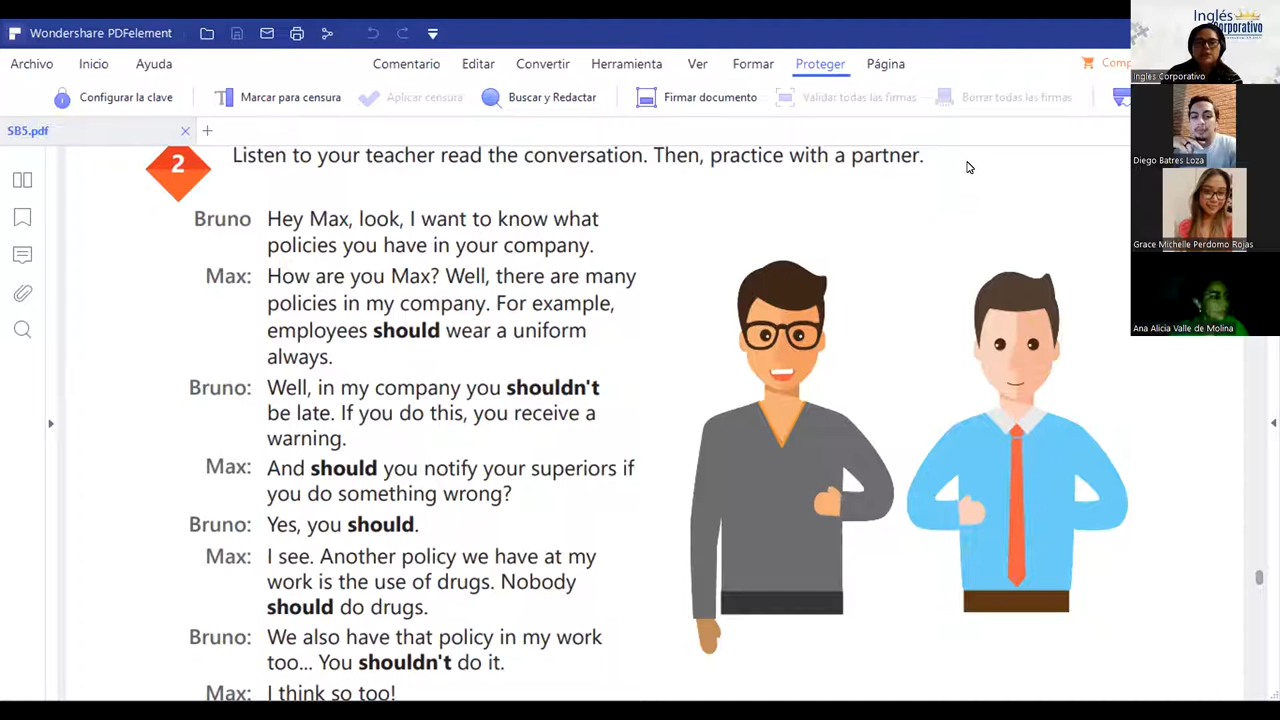 Wondershare PDFelement
Archivo Inicio Ayuda Comentario Editar Convertir Herramienta Ver Formar Proteger Página
Configurar la clave Marcar para censura Aplicar censura Buscar y Redactar Firmar documento Validar todas las firmas Borrar todas las firmas
SB5.pdf
2 Listen to your teacher read the conversation. Then, practice with a partner.
Bruno Hey Max, look, I want to know what
policies you have in your company.
Max: How are you Max? Well, there are many
policies in my company. For example,
employees should wear a uniform
always.
Bruno: Well, in my company you shouldn't
be late. If you do this, you receive a
warning.
Max: And should you notify your superiors if
you do something wrong?
Bruno: Yes, you should.
Max: I see. Another policy we have at my
work is the use of drugs. Nobody
should do drugs.
Bruno: We also have that policy in my work
too... You shouldn't do it.
Max: I think so too!
Inglés
Corporativo
Ingles Corporativo
Diego Batres Loza
Grace Michelle Perdomo Rojas
Ana Alicia Valle de Molina